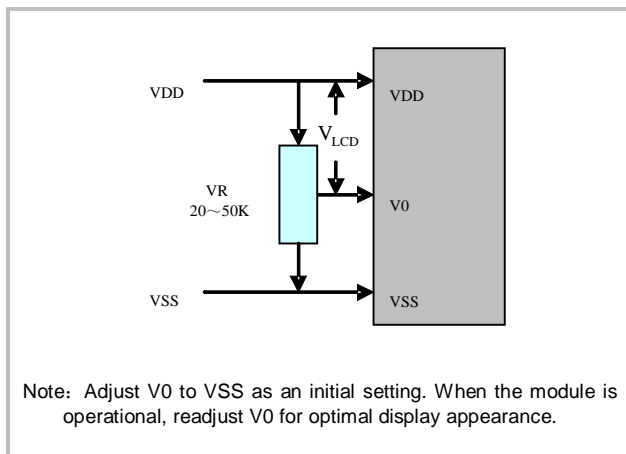 VDD
VDD
V_LCD
VR
20～50K
V0
VSS
VSS
Note：Adjust V0 to VSS as an initial setting. When the module is
operational, readjust V0 for optimal display appearance.